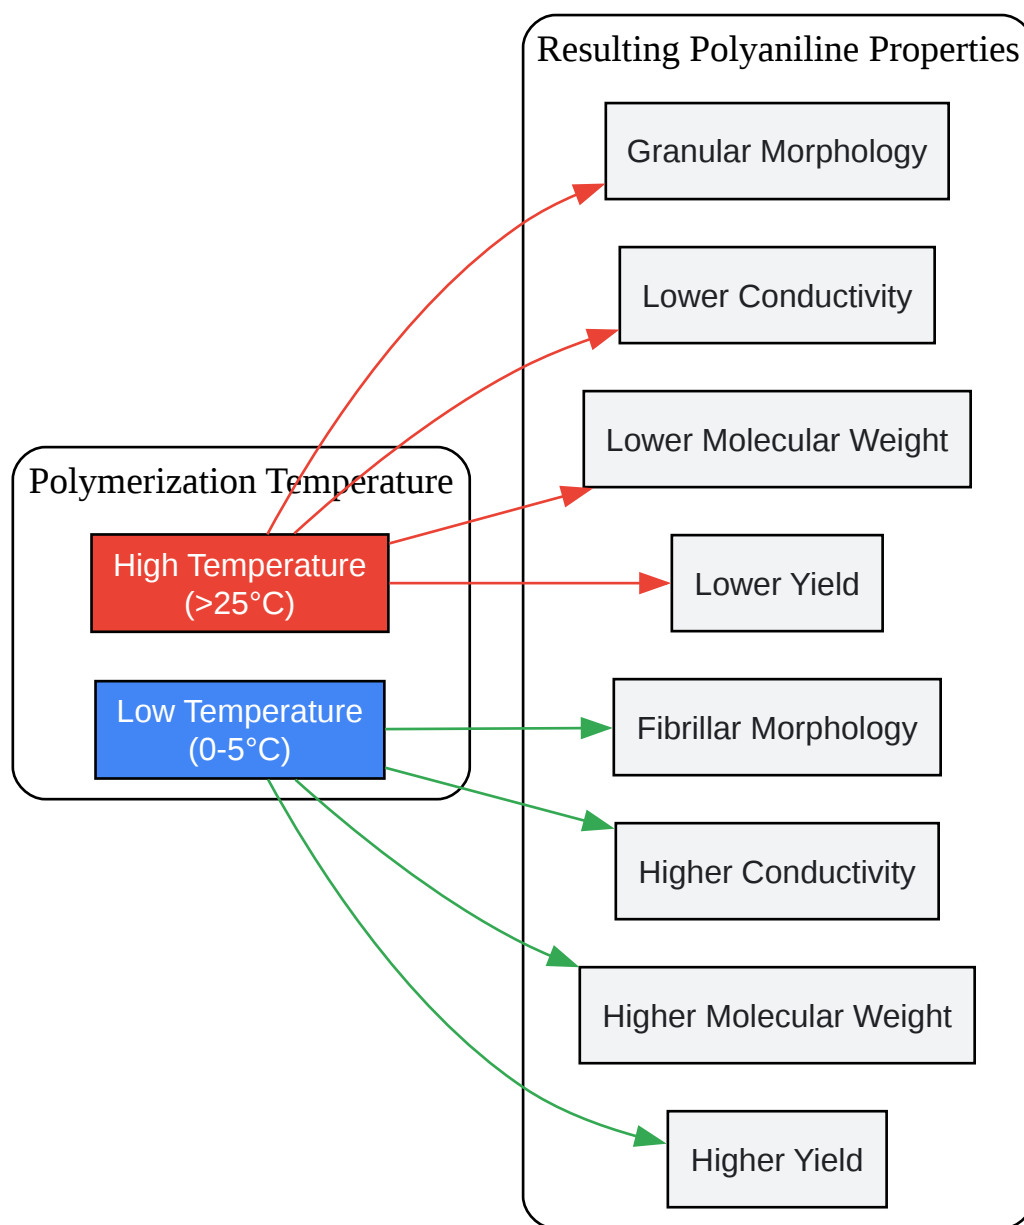 Resulting Polyaniline Properties
Granular Morphology
Lower Conductivity
Lower Molecular Weight
Polymerization Temperature
High Temperature
(>25°C)
Lower Yield
Low Temperature
(0-5°C)
Fibrillar Morphology
Higher Conductivity
Higher Molecular Weight
Higher Yield